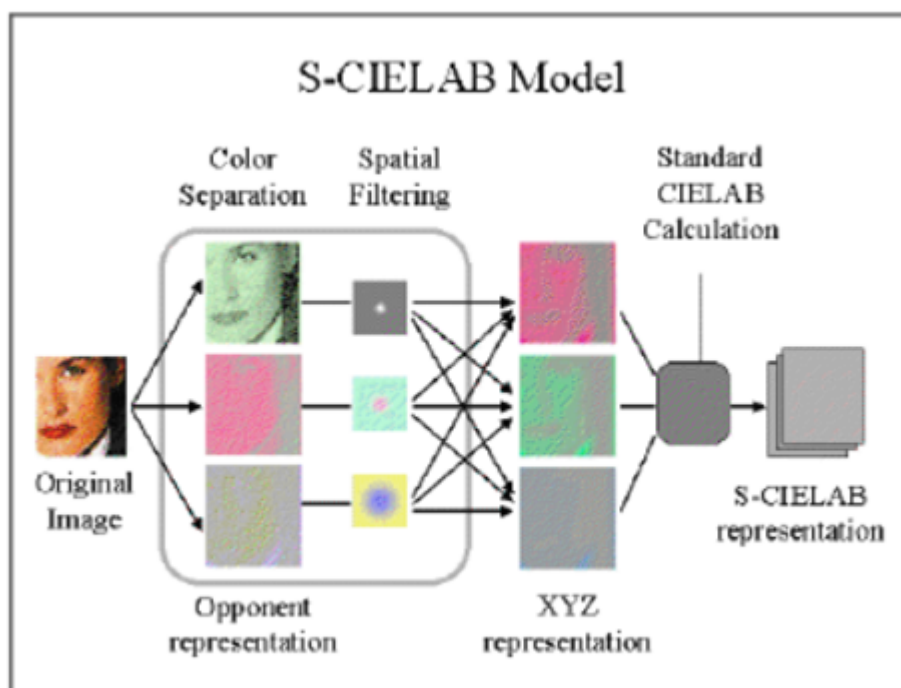 S-CIELAB Model
Color
Separation
Spatial
Filtering
Standard
CIELAB
Calculation
Original
Image
S-CIELAB
representation
Opponent
representation
XYZ
representation